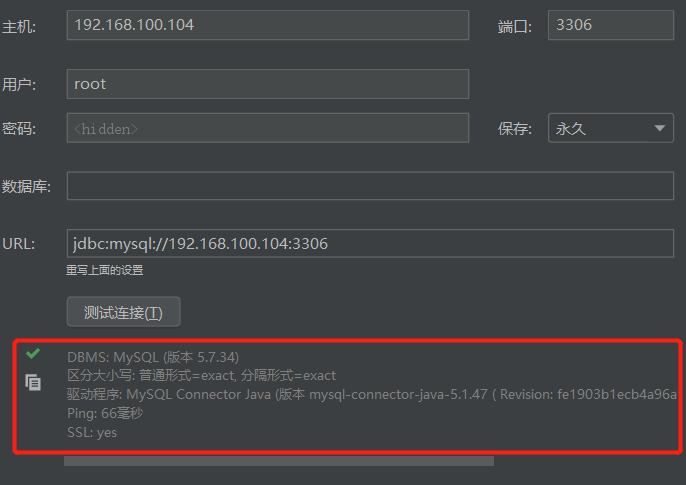 主机: 192.168.100.104 端口: 3306
用户: root
密码: <hidden> 保存: 永久
数据库:
URL: jdbc:mysql://192.168.100.104:3306
重写上面的设置
测试连接(T)
DBMS: MySQL (版本 5.7.34)
区分大小写: 普通形式=exact, 分隔形式=exact
驱动程序: MySQL Connector Java (版本 mysql-connector-java-5.1.47 ( Revision: fe1903b1ecb4a96a
Ping: 66毫秒
SSL: yes